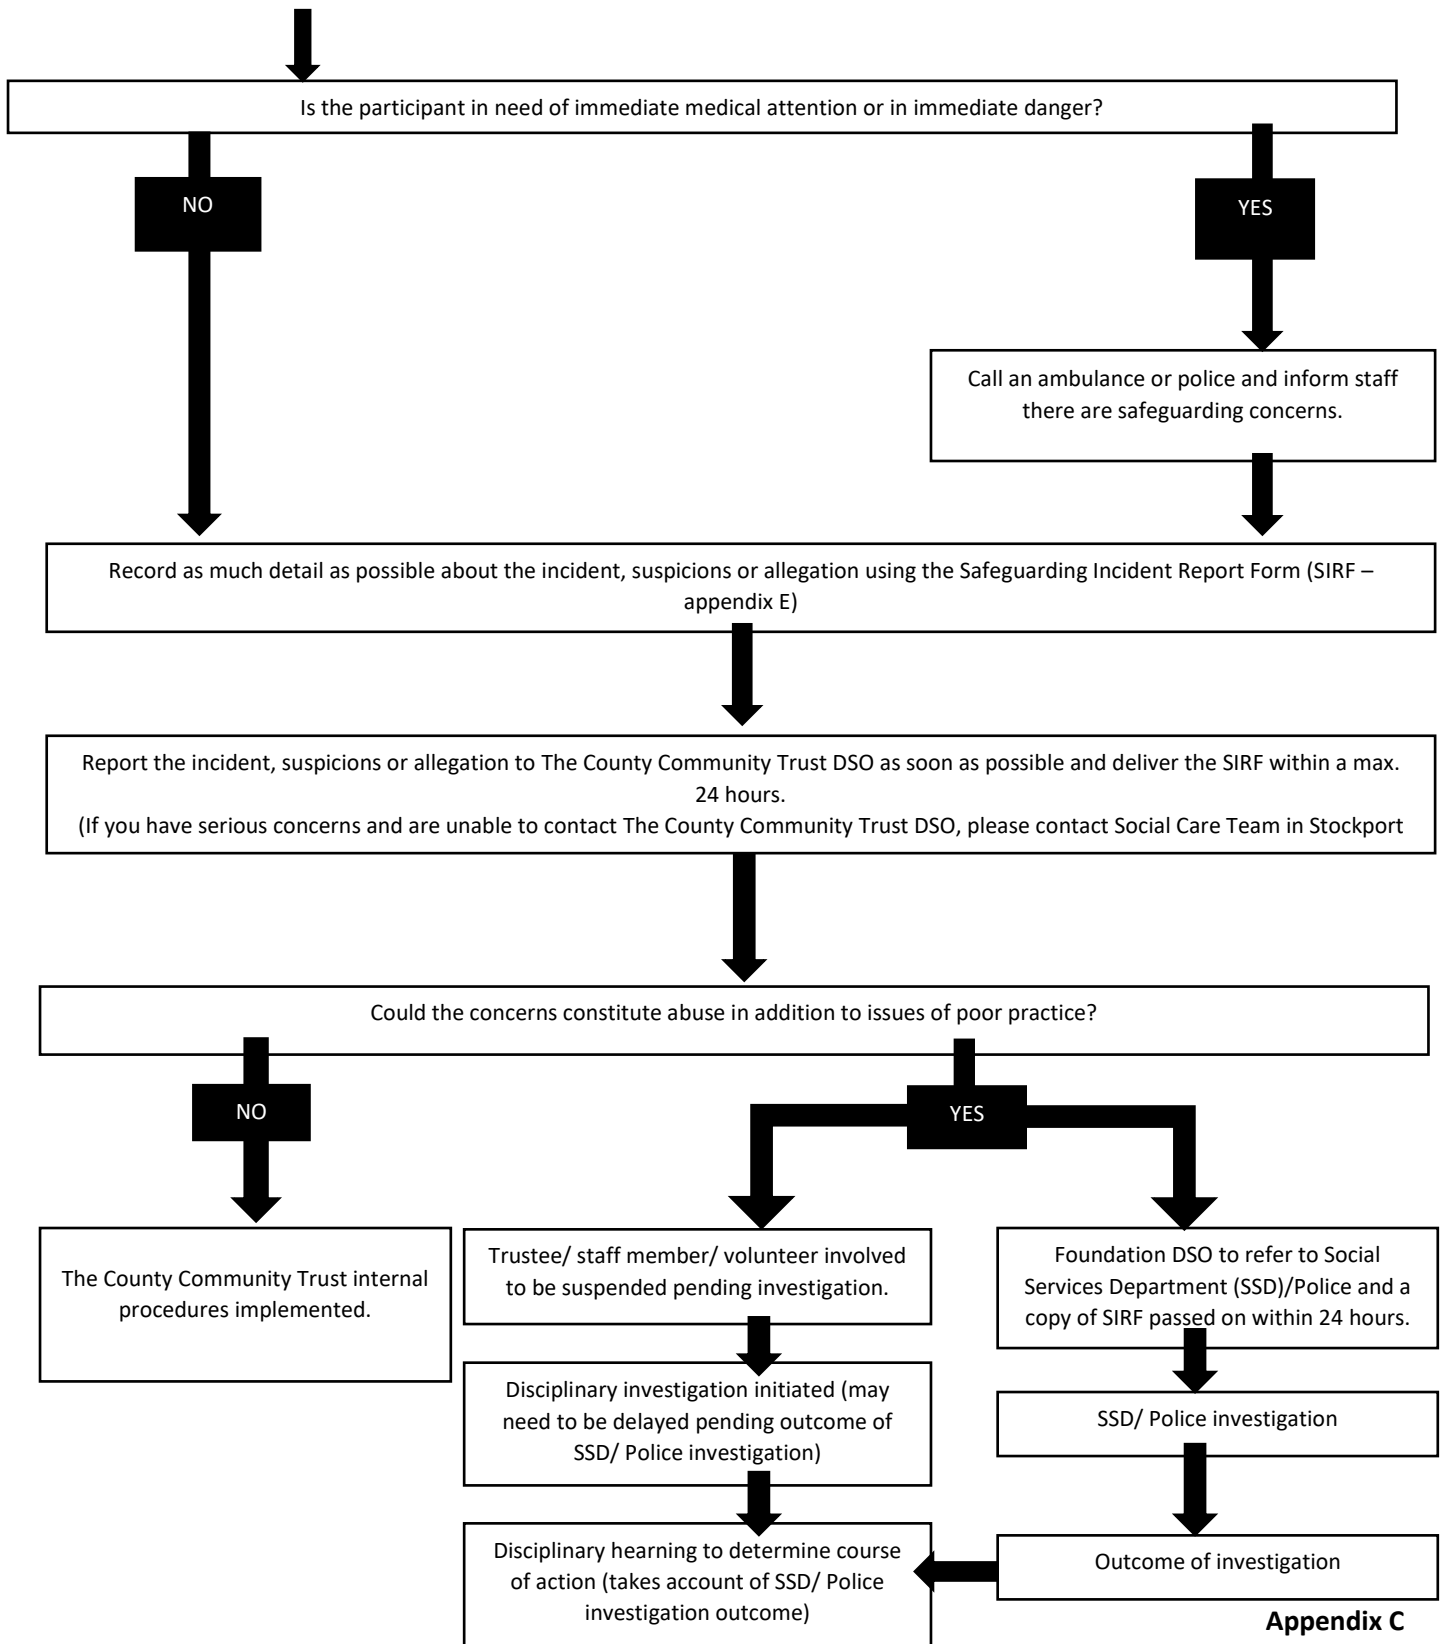 Is the participant in need of immediate medical attention or in immediate danger?
NO
YES
Call an ambulance or police and inform staff
there are safeguarding concerns.
Record as much detail as possible about the incident, suspicions or allegation using the Safeguarding Incident Report Form (SIRF –
appendix E)
Report the incident, suspicions or allegation to The County Community Trust DSO as soon as possible and deliver the SIRF within a max.
24 hours.
(If you have serious concerns and are unable to contact The County Community Trust DSO, please contact Social Care Team in Stockport
Could the concerns constitute abuse in addition to issues of poor practice?
NO
YES
The County Community Trust internal
procedures implemented.
Trustee/ staff member/ volunteer involved
to be suspended pending investigation.
Foundation DSO to refer to Social
Services Department (SSD)/Police and a
copy of SIRF passed on within 24 hours.
Disciplinary investigation initiated (may
need to be delayed pending outcome of
SSD/ Police investigation)
SSD/ Police investigation
Disciplinary hearning to determine course
of action (takes account of SSD/ Police
investigation outcome)
Outcome of investigation
Appendix C